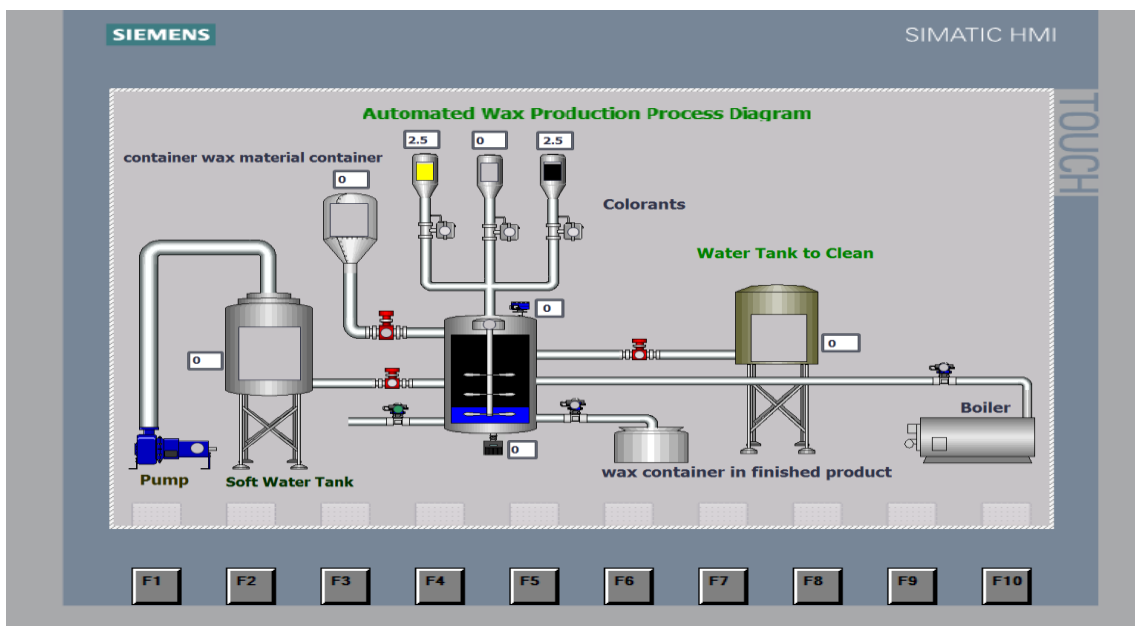 SIEMENS
SIMATIC HMI
TOUCH
Automated Wax Production Process Diagram
2.5
0
2.5
container wax material container
0
Colorants
Water Tank to Clean
0
0
0
Boiler
0
wax container in finished product
Pump
Soft Water Tank
F1
F2
F3
F4
F5
F6
F7
F8
F9
F10